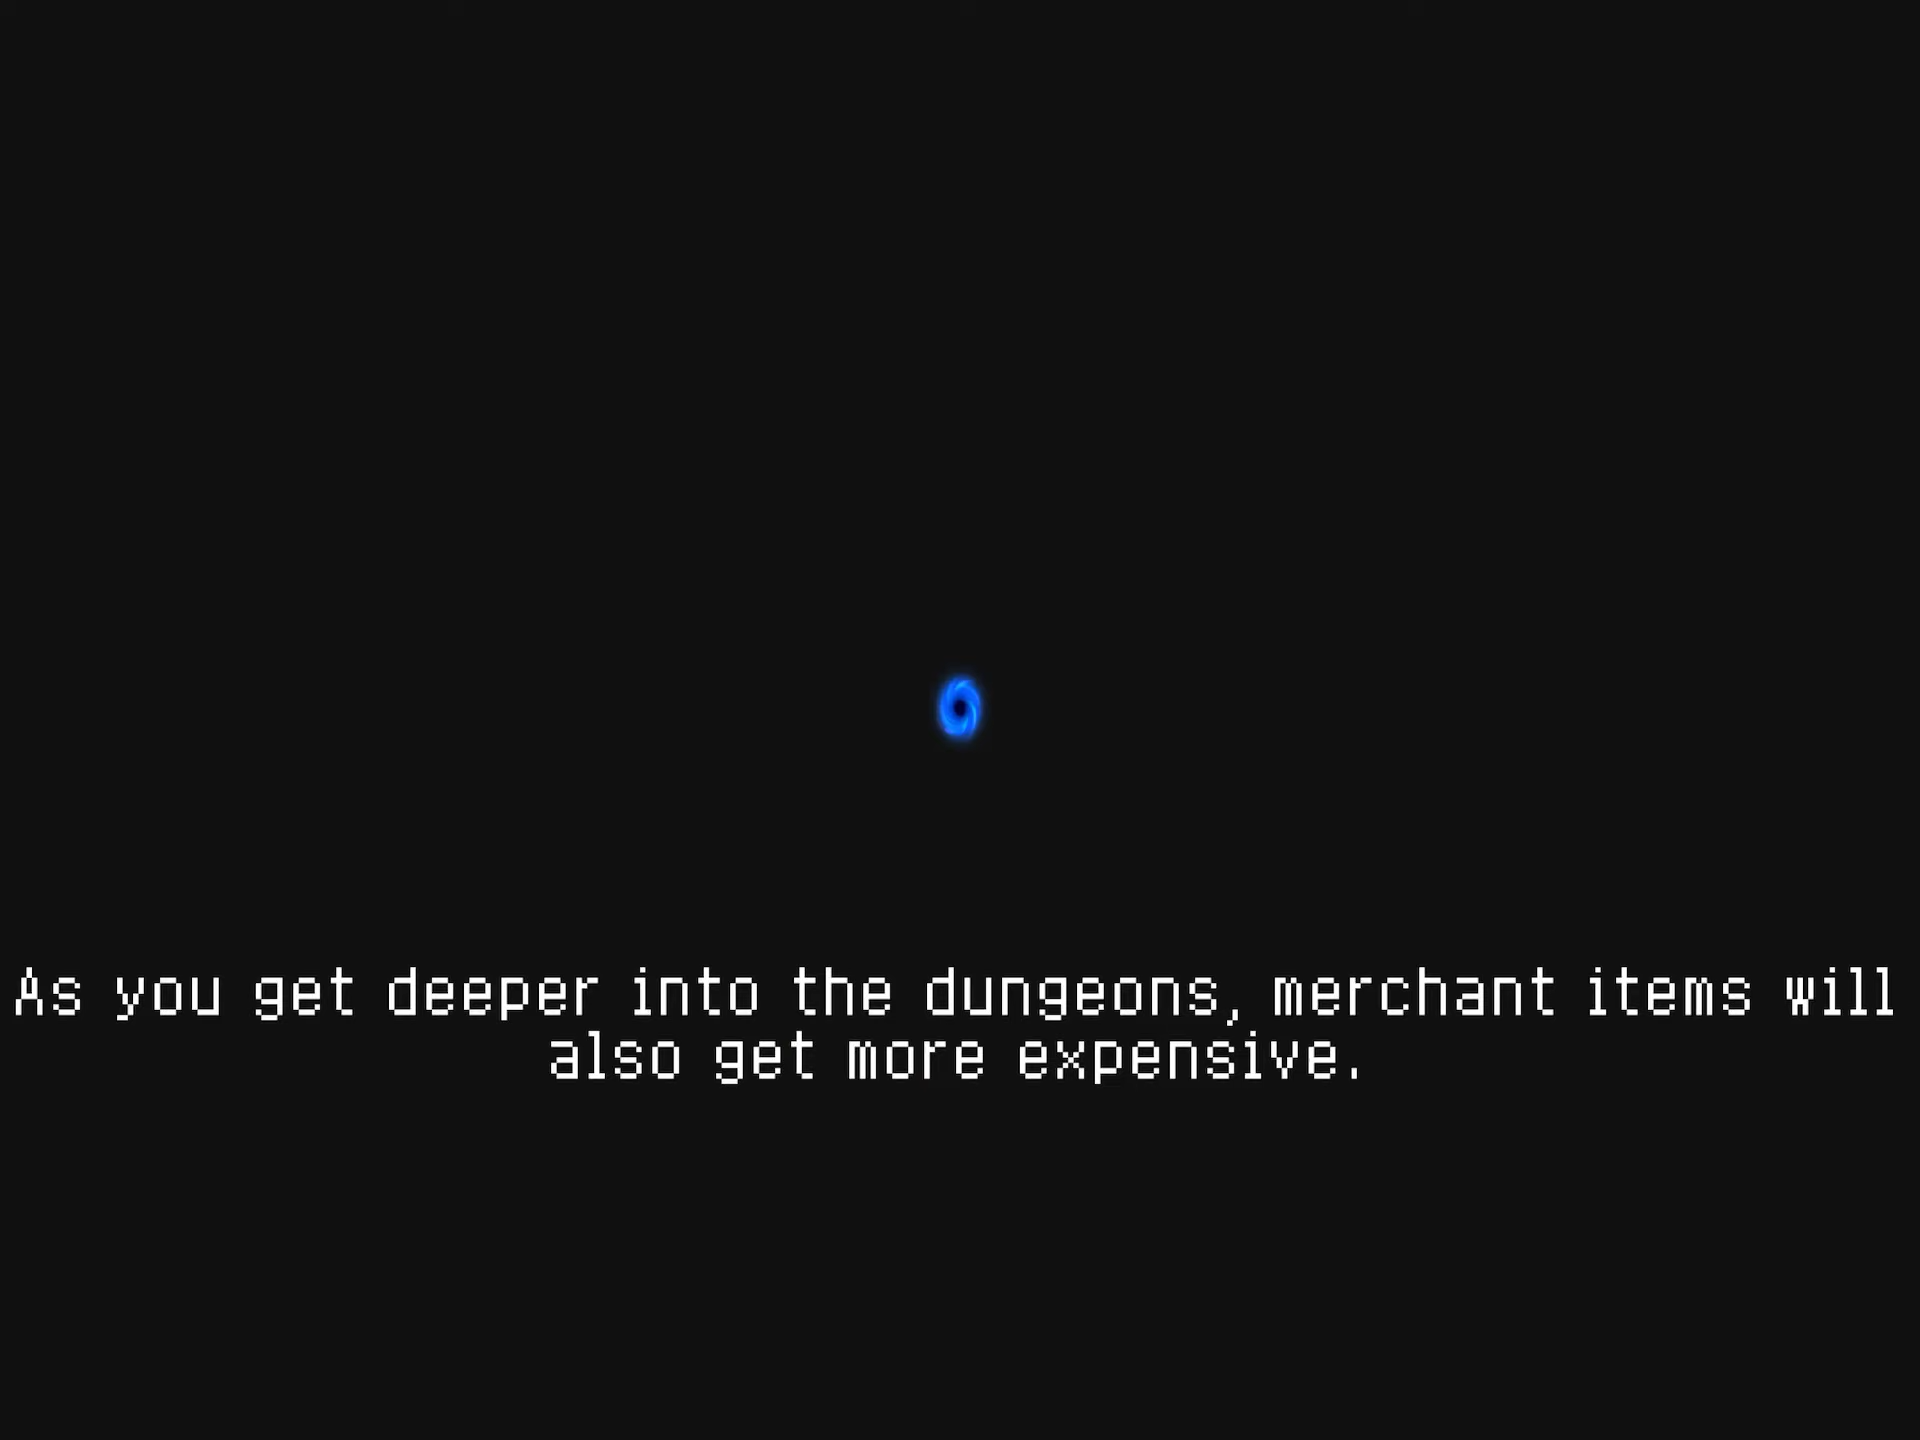 As you get deeper into the dungeons, merchant items will
also get more expensive.